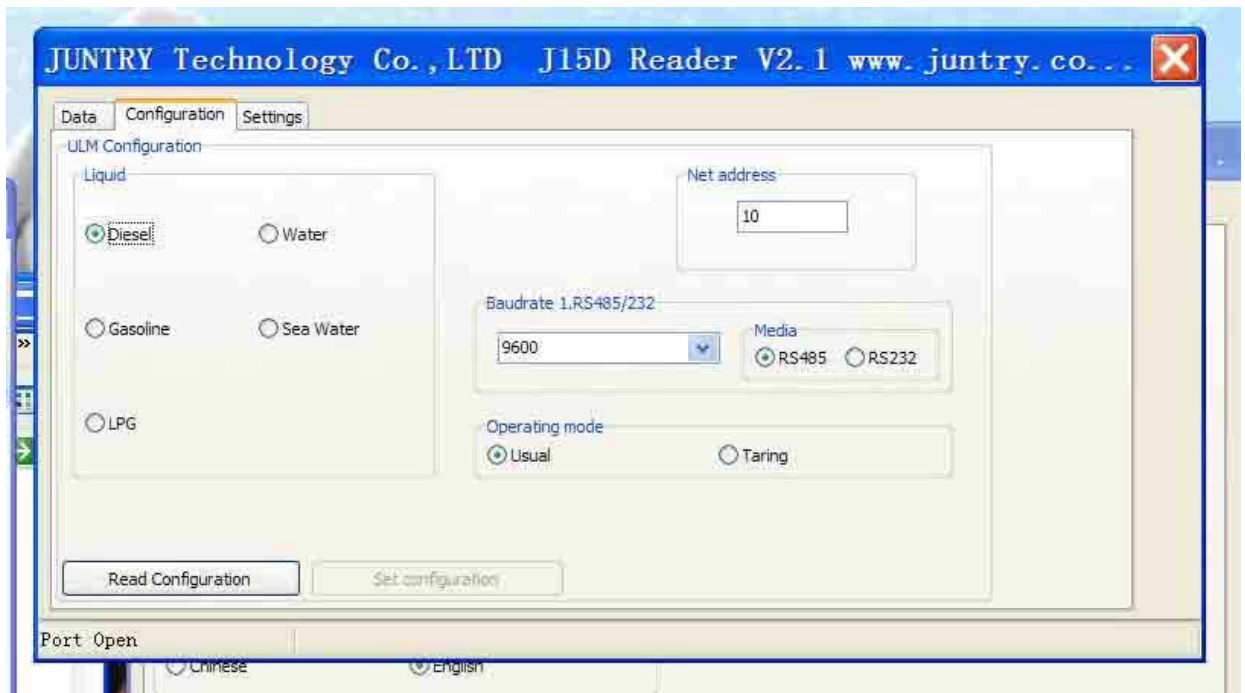 JUNTRY Technology Co.,LTD J15D Reader V2.1 www.juntry.co...
Data Configuration Settings
ULM Configuration
Liquid
Diesel Water
Gasoline Sea Water
LPG
Net address
10
Baudrate 1.RS485/232
9600
Media
RS485 RS232
Operating mode
Usual Taring
Read Configuration Set configuration
Port Open
Chinese English